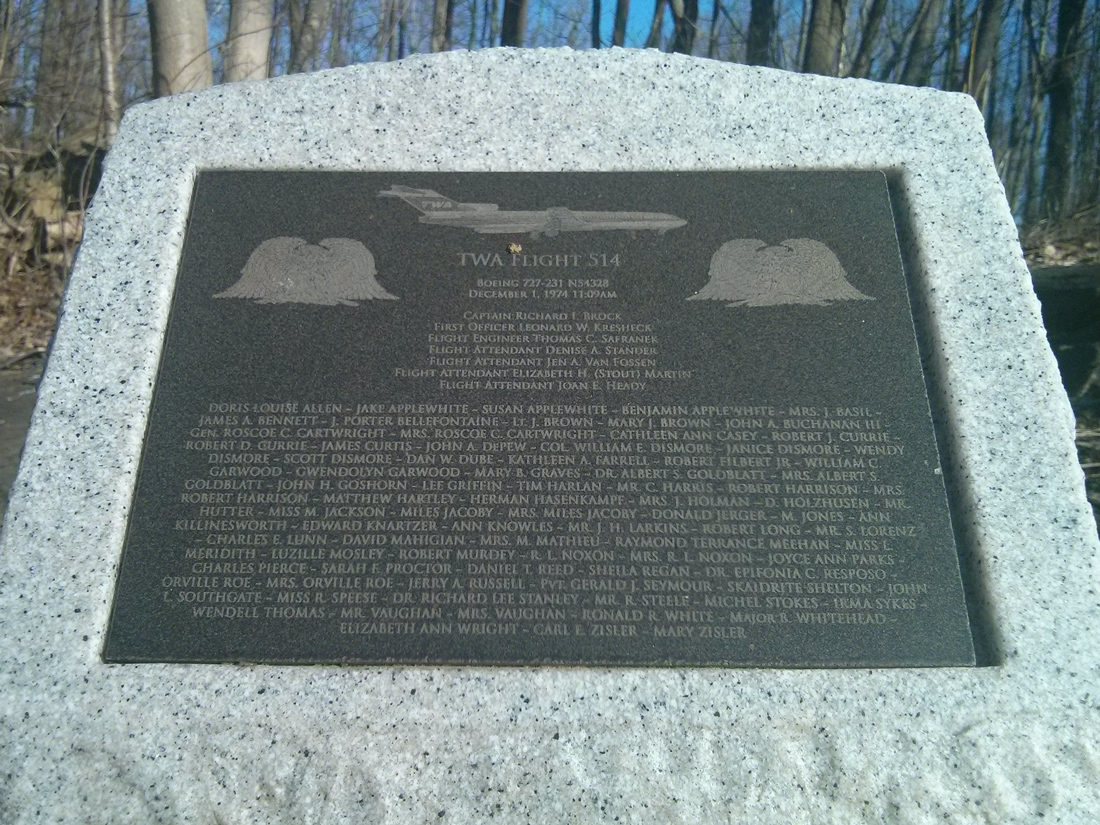 TWA
TWA Flight 514
Boeing 727-231 N54328
December 1, 1974 11:09AM
Captain Richard I. Brock
First Officer Leonard W. Kresheck
Flight Engineer Thomas C. Safranek
Flight Attendant Denise A. Stander
Flight Attendant Jen A. Van Fossen
Flight Attendant Elizabeth H. (Stout) Martin
Flight Attendant Joan E. Heady
Doris Louise Allen - Jake Applewhite - Susan Applewhite - Benjamin Applewhite - Mrs. J. Basil -
James A. Bennett - J. Porter Bellefontaine - Lt. J. Brown - Mary J. Brown - John A. Buchanan III -
Gen. Roscoe C. Cartwright - Mrs. Roscoe C. Cartwright - Cathleen Ann Casey - Robert J. Currie -
Robert D. Currie - James Curtis - John A. DePew - Col. William E. Dismore - Janice Dismore - Wendy
Dismore - Scott Dismore - Dan W. Dube - Kathleen A. Farrell - Robert Filbert Jr - William C.
Garwood - Gwendolyn Garwood - Mary B. Graves - Dr. Albert S. Goldblatt - Mrs. Albert S.
Goldblatt - John H. Goshorn - Lee Griffin - Tim Harlan - Mr. C. Harris - Robert Harrison - Mrs.
Robert Harrison - Matthew Hartley - Herman Hasenkampf - Mrs I. Holman - D. Holzhusen - Mr.
Hutter - Miss M. Jackson - Miles Jacoby - Mrs. Miles Jacoby - Donald Jerger - M. Jones - Ann
Killinesworth - Edward Knartzer - Ann Knowles - Mr. J. H. Larkins - Robert Long - Mr. S. Lorenz
- Charles E. Lunn - David Mahigian - Mrs. M. Mathieu - Raymond Terrance Meehan - Miss L.
Meridith - Luzille Mosley - Robert Murdey - R. L. Noxon - Mrs. R. L. Noxon - Joyce Ann Parks -
Charles Pierce - Sarah F. Proctor - Daniel T. Reed - Sheila Regan - Dr. Epifonia C. Resposo -
Orville Roe - Mrs. Orville Roe - Jerry A. Russell - Pvt. Gerald J. Seymour - Skaidrite Shelton - John
L. Southgate - Miss R. Speese - Dr. Richard Lee Stanley - Mr. R. Steele - Michel Stokes - Irma Sykes -
Wendell Thomas - Mr. Vaughan - Mrs. Vaughan - Ronald R. White - Major B. Whitehead -
Elizabeth Ann Wright - Carl E. Zisler - Mary Zisler